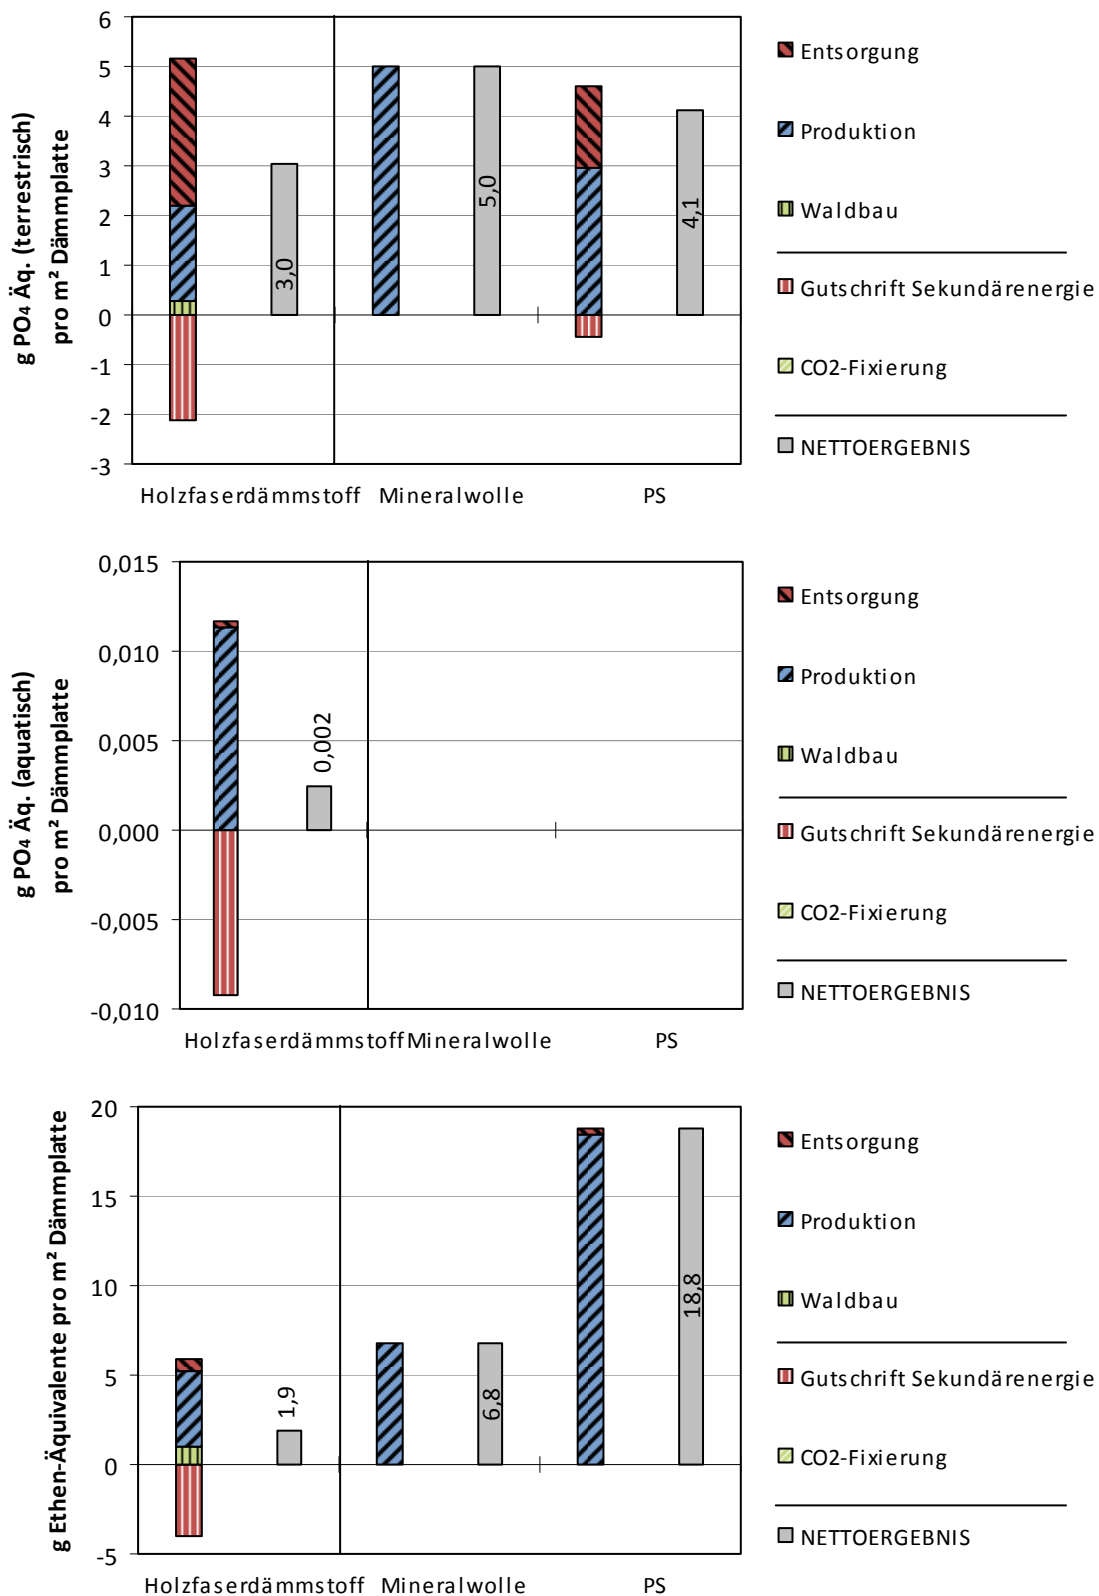 g PO4 Äq. (terrestrisch)
pro m² Dämmplatte
6
5
4
3
2
1
0
-1
-2
-3
3,0
5,0
4,1
Holzfaserdämmstoff
Mineralwolle
PS
Entsorgung
Produktion
Waldbau
Gutschrift Sekundärenergie
CO2-Fixierung
NETTOERGEBNIS
g PO4 Äq. (aquatisch)
pro m² Dämmplatte
0,015
0,010
0,005
0,000
-0,005
-0,010
0,002
Holzfaserdämmstoff
Mineralwolle
PS
Entsorgung
Produktion
Waldbau
Gutschrift Sekundärenergie
CO2-Fixierung
NETTOERGEBNIS
g Ethen-Äquivalente pro m² Dämmplatte
20
15
10
5
0
-5
1,9
6,8
18,8
Holzfaserdämmstoff
Mineralwolle
PS
Entsorgung
Produktion
Waldbau
Gutschrift Sekundärenergie
CO2-Fixierung
NETTOERGEBNIS